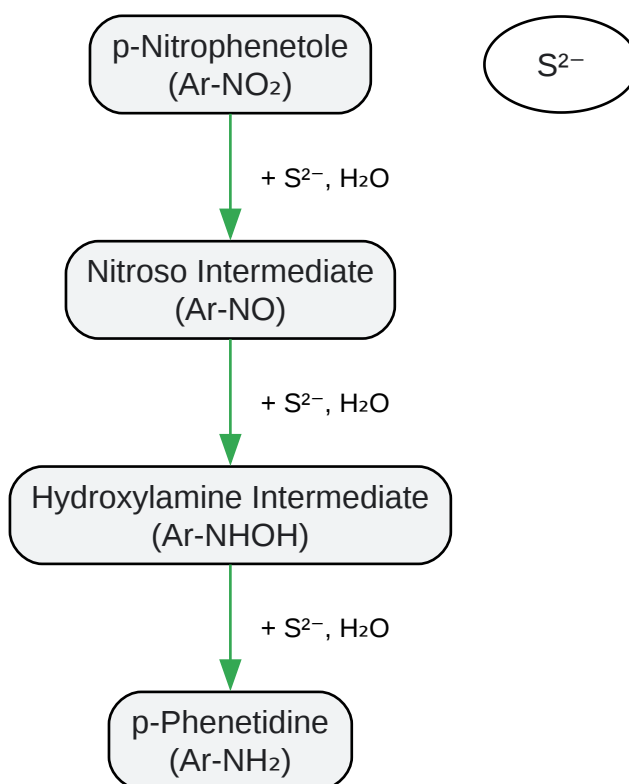 p-Nitrophenetole
(Ar-NO₂)
S²⁻
+ S²⁻, H₂O
Nitroso Intermediate
(Ar-NO)
+ S²⁻, H₂O
Hydroxylamine Intermediate
(Ar-NHOH)
+ S²⁻, H₂O
p-Phenetidine
(Ar-NH₂)